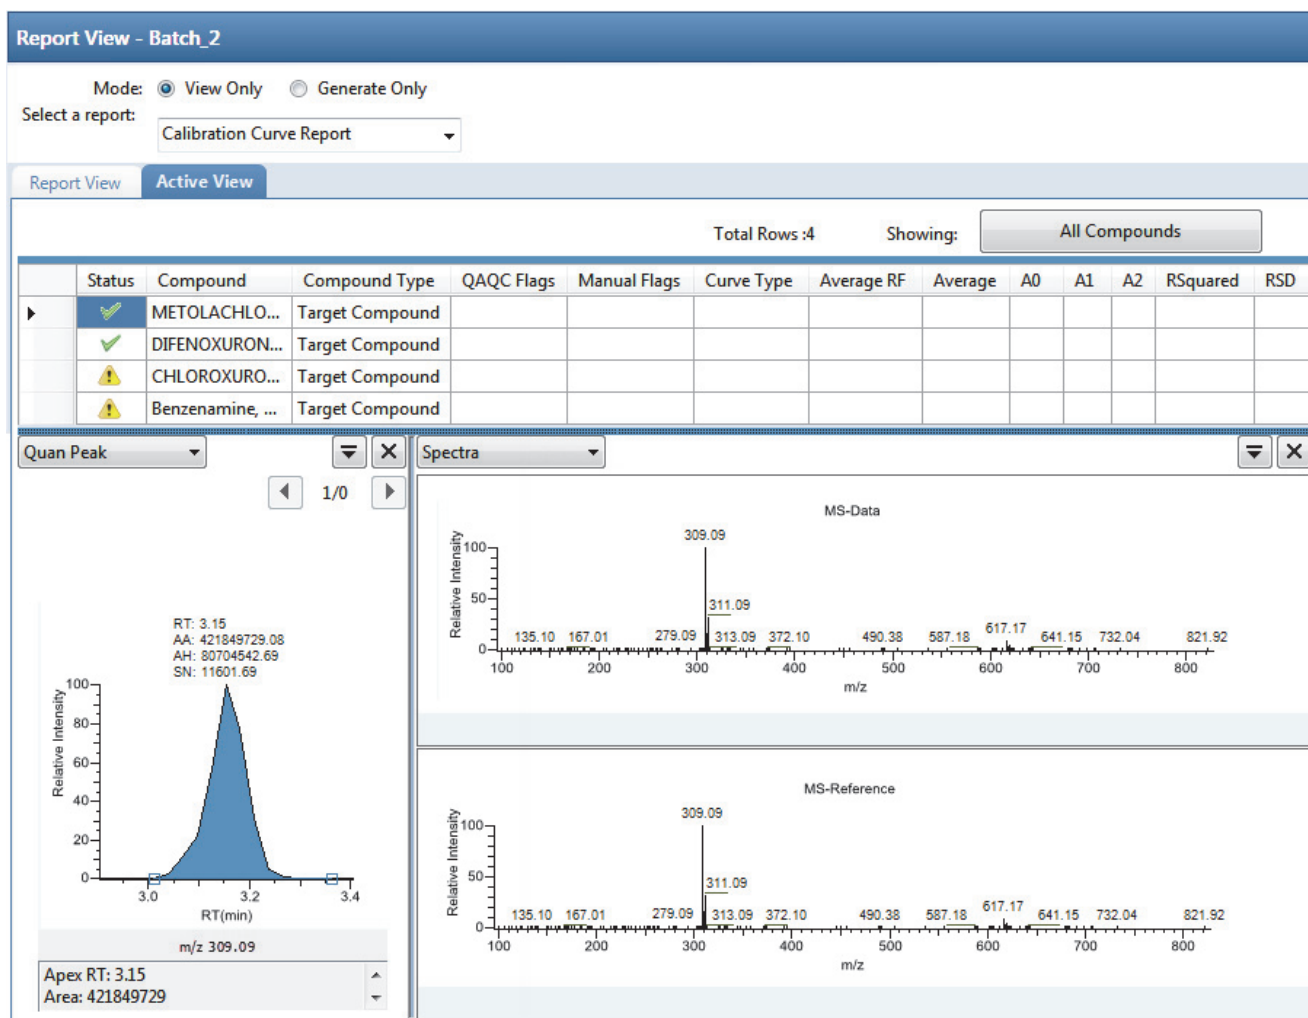 Report View - Batch_2
Mode: View Only Generate Only
Select a report:
Calibration Curve Report
Report View Active View
Total Rows :4 Showing: All Compounds
Status Compound Compound Type QAQC Flags Manual Flags Curve Type Average RF Average A0 A1 A2 RSquared RSD
METOLACHLO... Target Compound
DIFENOXURON... Target Compound
CHLOROXURO... Target Compound
Benzenamine, ... Target Compound
Quan Peak
1/0
RT: 3.15
AA: 421849729.08
AH: 80704542.69
SN: 11601.69
Relative Intensity
100
80
60
40
20
0
3.0 3.2 3.4
RT(min)
m/z 309.09
Apex RT: 3.15
Area: 421849729
Spectra
MS-Data
309.09
Relative Intensity
100
50
0
311.09
617.17
135.10 167.01 279.09 313.09 372.10 490.38 587.18 641.15 732.04 821.92
100 200 300 400 500 600 700 800
m/z
MS-Reference
309.09
Relative Intensity
100
50
0
311.09
617.17
135.10 167.01 279.09 313.09 372.10 490.38 587.18 641.15 732.04 821.92
100 200 300 400 500 600 700 800
m/z